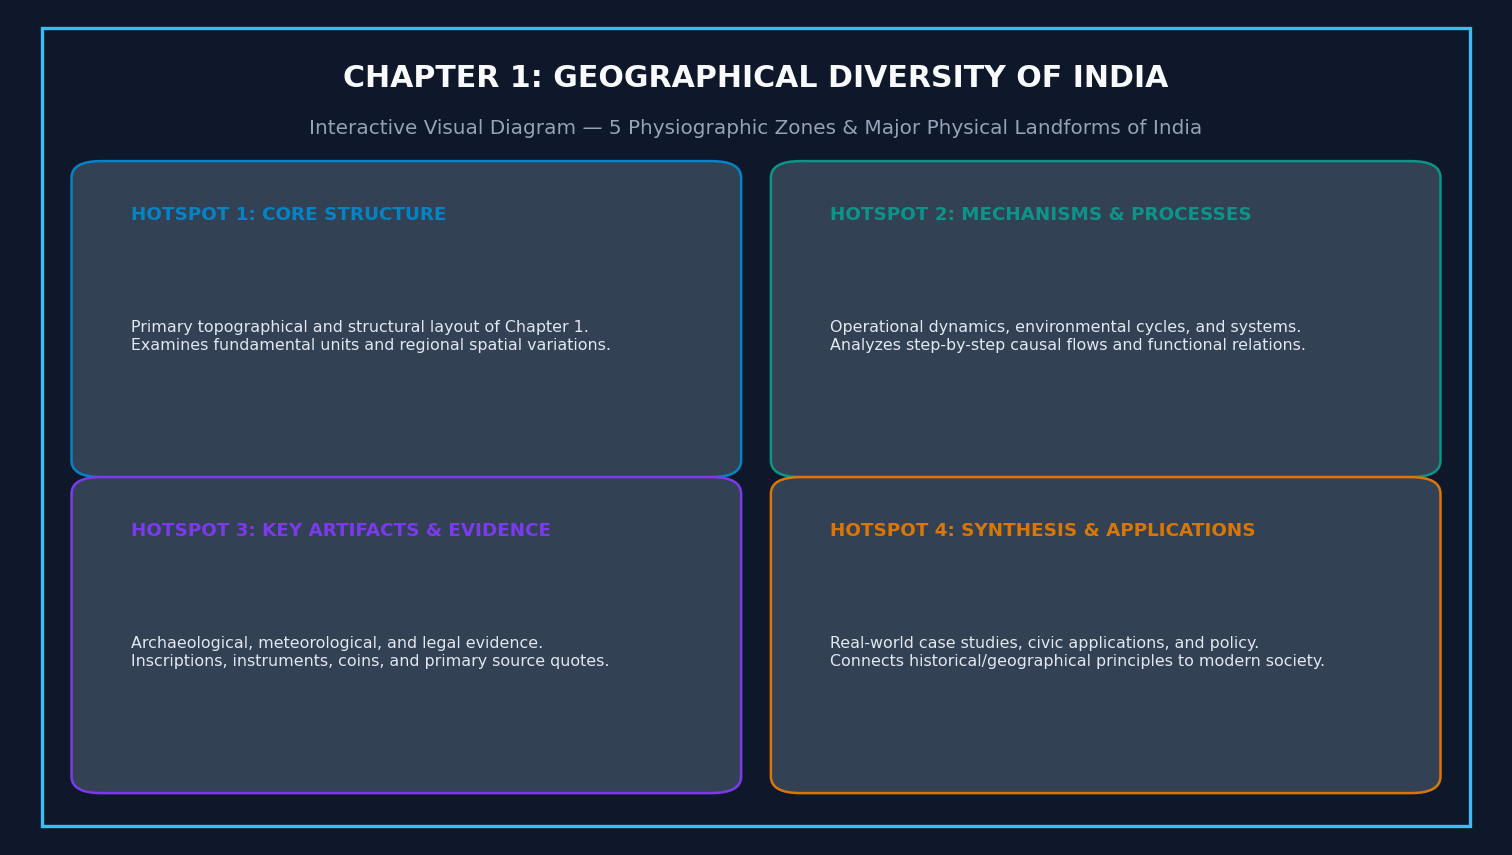 CHAPTER 1: GEOGRAPHICAL DIVERSITY OF INDIA
Interactive Visual Diagram — 5 Physiographic Zones & Major Physical Landforms of India
HOTSPOT 1: CORE STRUCTURE
Primary topographical and structural layout of Chapter 1.
Examines fundamental units and regional spatial variations.
HOTSPOT 2: MECHANISMS & PROCESSES
Operational dynamics, environmental cycles, and systems.
Analyzes step-by-step causal flows and functional relations.
HOTSPOT 3: KEY ARTIFACTS & EVIDENCE
Archaeological, meteorological, and legal evidence.
Inscriptions, instruments, coins, and primary source quotes.
HOTSPOT 4: SYNTHESIS & APPLICATIONS
Real-world case studies, civic applications, and policy.
Connects historical/geographical principles to modern society.